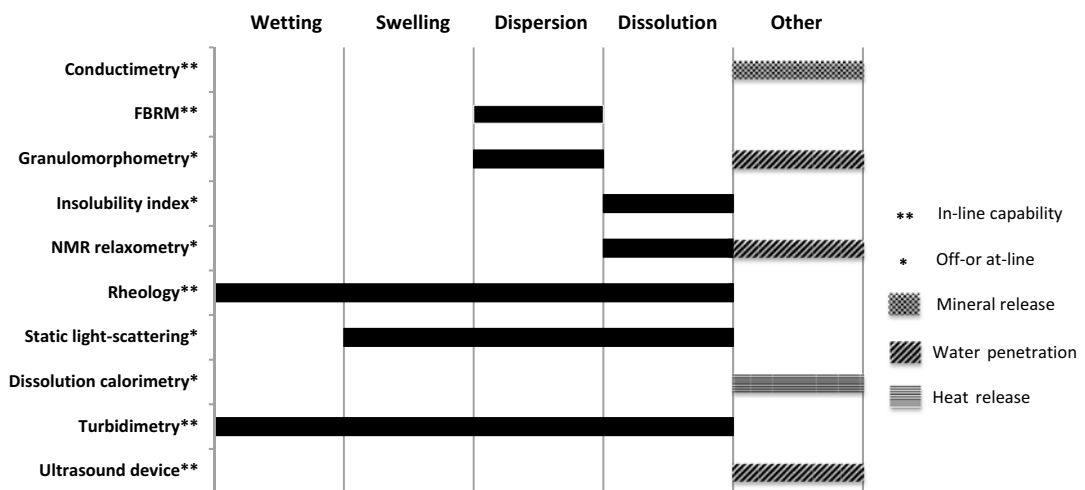 Wetting Swelling Dispersion Dissolution Other
Conductimetry**
FBRM**
Granulomorphometry*
Insolubility index*
NMR relaxometry*
Rheology**
Static light-scattering*
Dissolution calorimetry*
Turbidimetry**
Ultrasound device**
** In-line capability
* Off-or at-line
Mineral release
Water penetration
Heat release